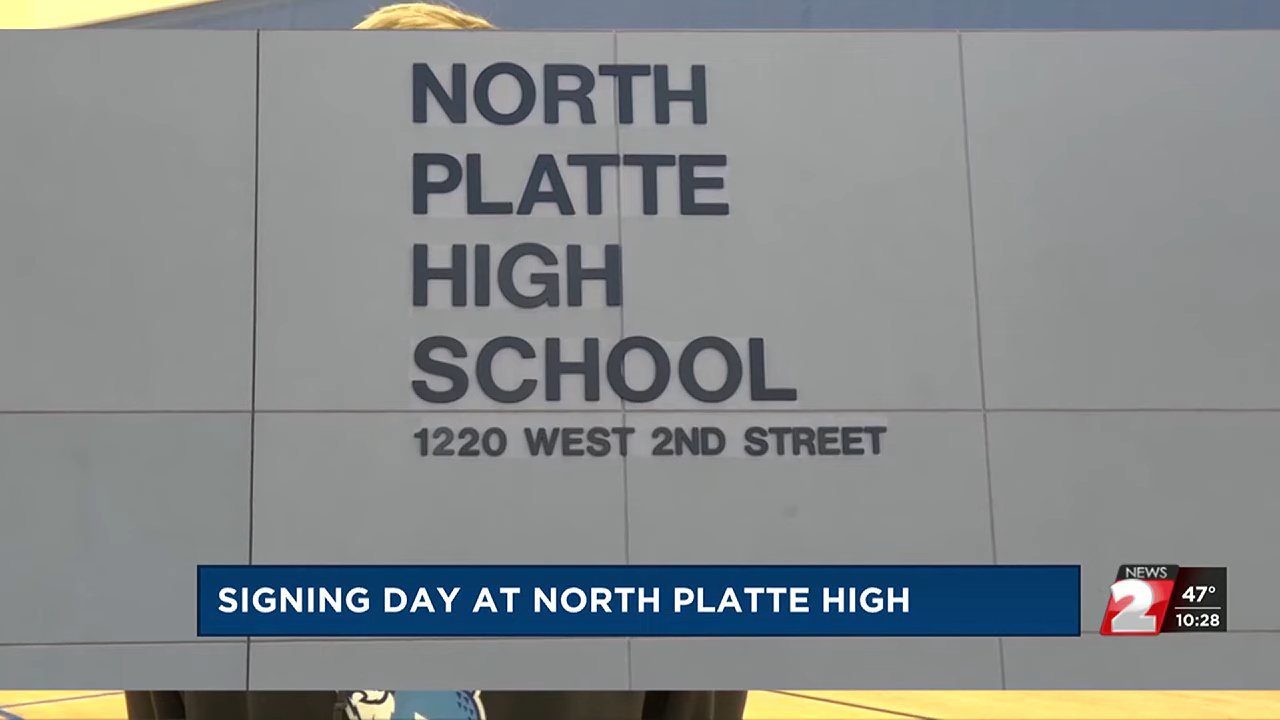 NORTH
PLATTE
HIGH
SCHOOL
1220 WEST 2ND STREET
SIGNING DAY AT NORTH PLATTE HIGH
NEWS
2
47°
10:28